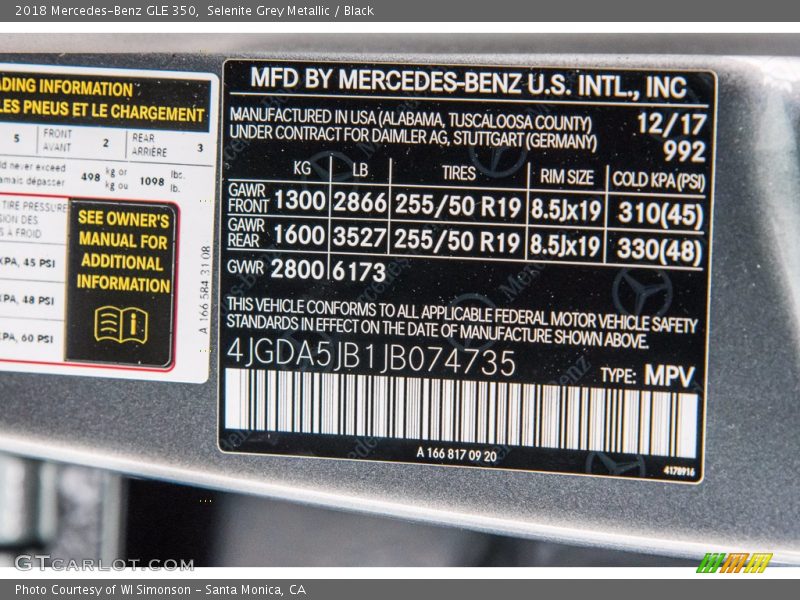 2018 Mercedes-Benz GLE 350, Selenite Grey Metallic / Black
ADING INFORMATION
LES PNEUS ET LE CHARGEMENT
5 FRONT AVANT 2 REAR ARRIÈRE 3
ld never exceed
amais dépasser 498 kg or kg ou 1098 lbs. lb.
TIRE PRESSURE
SION DES
S À FROID
KPA, 45 PSI
KPA, 48 PSI
KPA, 60 PSI
SEE OWNER'S
MANUAL FOR
ADDITIONAL
INFORMATION
A 166 584 31 08
MFD BY MERCEDES-BENZ U.S. INTL., INC
MANUFACTURED IN USA (ALABAMA, TUSCALOOSA COUNTY) 12/17
UNDER CONTRACT FOR DAIMLER AG, STUTTGART (GERMANY) 992
KG LB TIRES RIM SIZE COLD KPA (PSI)
GAWR FRONT 1300 2866 255/50 R19 8.5Jx19 310(45)
GAWR REAR 1600 3527 255/50 R19 8.5Jx19 330(48)
GWR 2800 6173
THIS VEHICLE CONFORMS TO ALL APPLICABLE FEDERAL MOTOR VEHICLE SAFETY
STANDARDS IN EFFECT ON THE DATE OF MANUFACTURE SHOWN ABOVE.
4JGDA5JB1JB074735
TYPE: MPV
A 166 817 09 20
4178916
GTCARLOT.COM
Photo Courtesy of WI Simonson - Santa Monica, CA